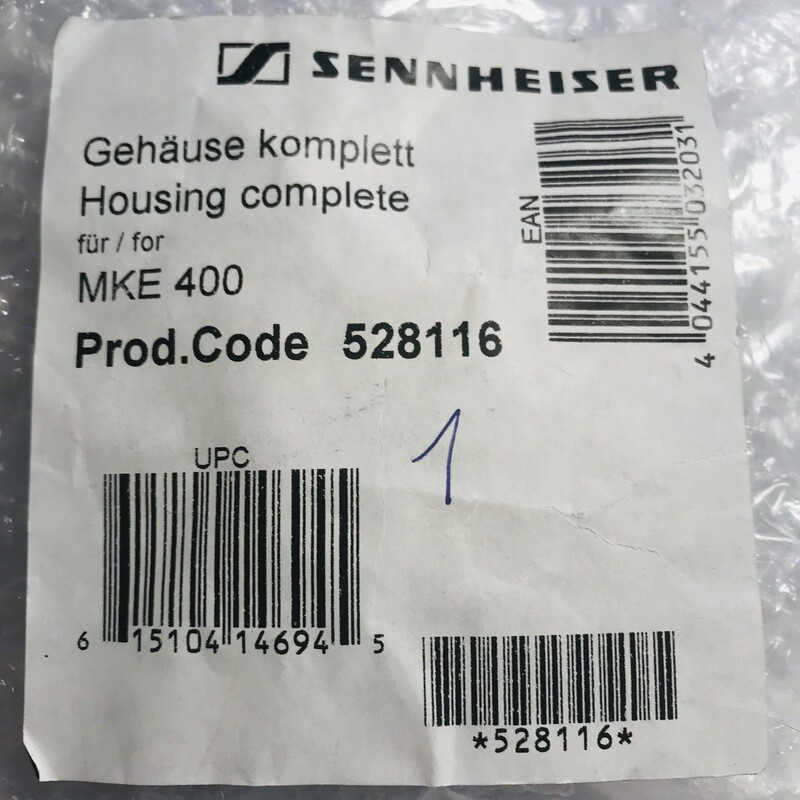 SENNHEISER
Gehäuse komplett
Housing complete
für / for
MKE 400
Prod.Code 528116
EAN
4 044155 032031
1
UPC
6 15104 14694 5
*528116*